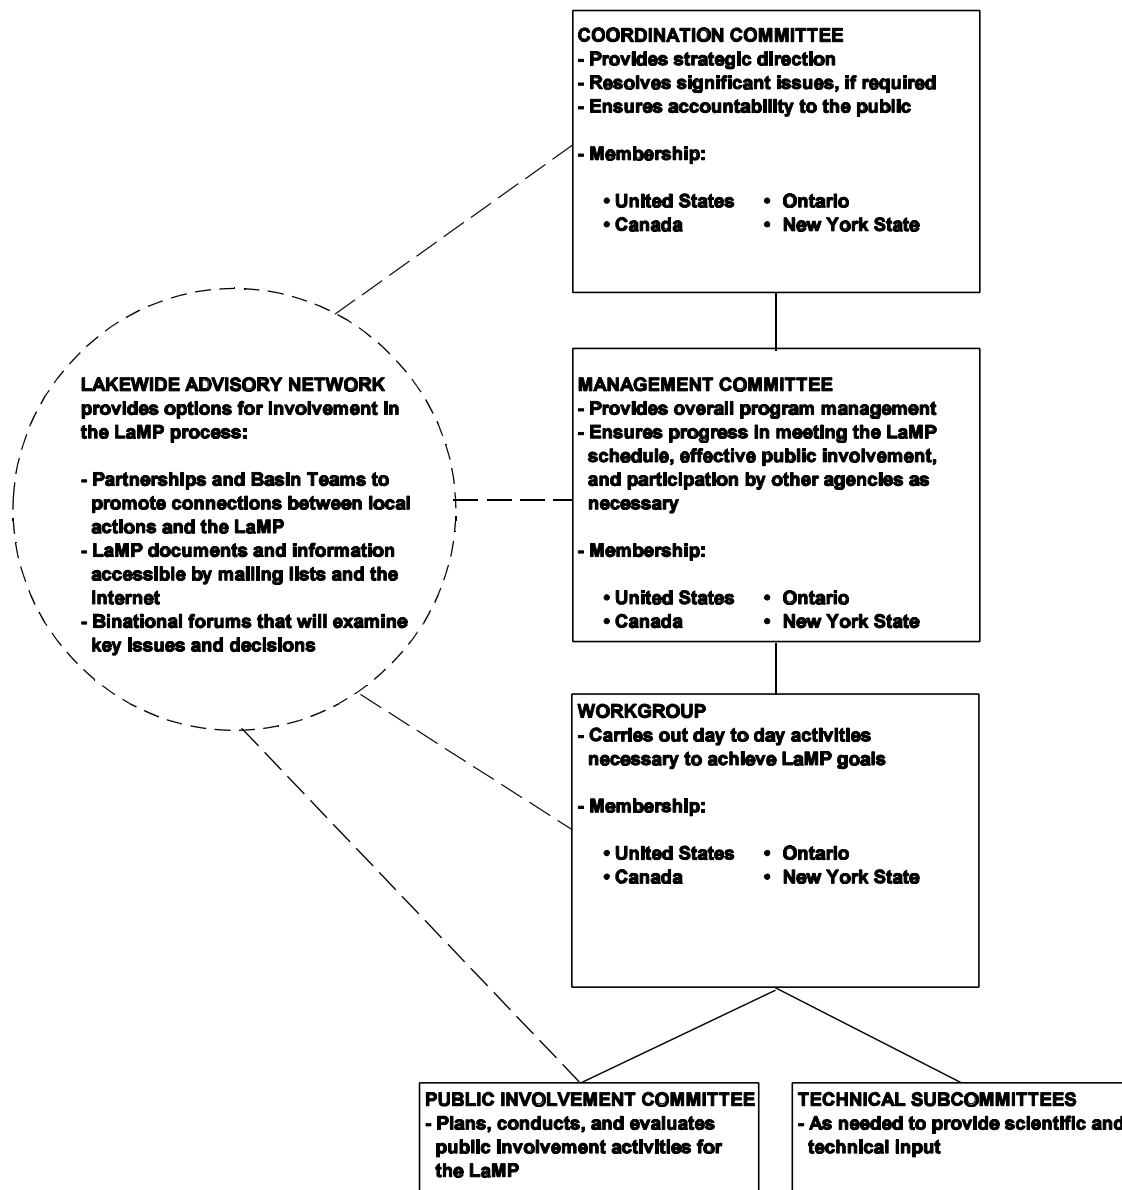 COORDINATION COMMITTEE
- Provides strategic direction
- Resolves significant issues, if required
- Ensures accountability to the public
- Membership:
• United States • Ontario
• Canada • New York State
LAKEWIDE ADVISORY NETWORK
provides options for involvement in
the LaMP process:
- Partnerships and Basin Teams to
promote connections between local
actions and the LaMP
- LaMP documents and information
accessible by mailing lists and the
internet
- Binational forums that will examine
key issues and decisions
MANAGEMENT COMMITTEE
- Provides overall program management
- Ensures progress in meeting the LaMP
schedule, effective public involvement,
and participation by other agencies as
necessary
- Membership:
• United States • Ontario
• Canada • New York State
WORKGROUP
- Carries out day to day activities
necessary to achieve LaMP goals
- Membership:
• United States • Ontario
• Canada • New York State
PUBLIC INVOLVEMENT COMMITTEE
- Plans, conducts, and evaluates
public involvement activities for
the LaMP
TECHNICAL SUBCOMMITTEES
- As needed to provide scientific and
technical input